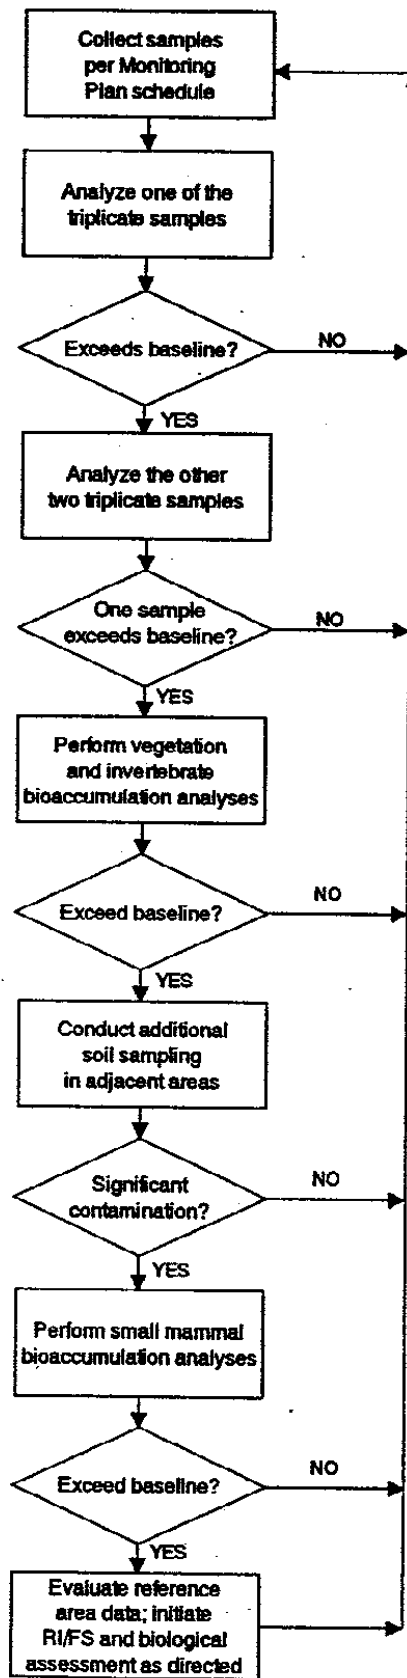 Collect samples
per Monitoring
Plan schedule
Analyze one of the
triplicate samples
Exceeds baseline?
NO
YES
Analyze the other
two triplicate samples
One sample
exceeds baseline?
NO
YES
Perform vegetation
and invertebrate
bioaccumulation analyses
Exceed baseline?
NO
YES
Conduct additional
soil sampling
in adjacent areas
Significant
contamination?
NO
YES
Perform small mammal
bioaccumulation analyses
Exceed baseline?
NO
YES
Evaluate reference
area data; initiate
RI/FS and biological
assessment as directed